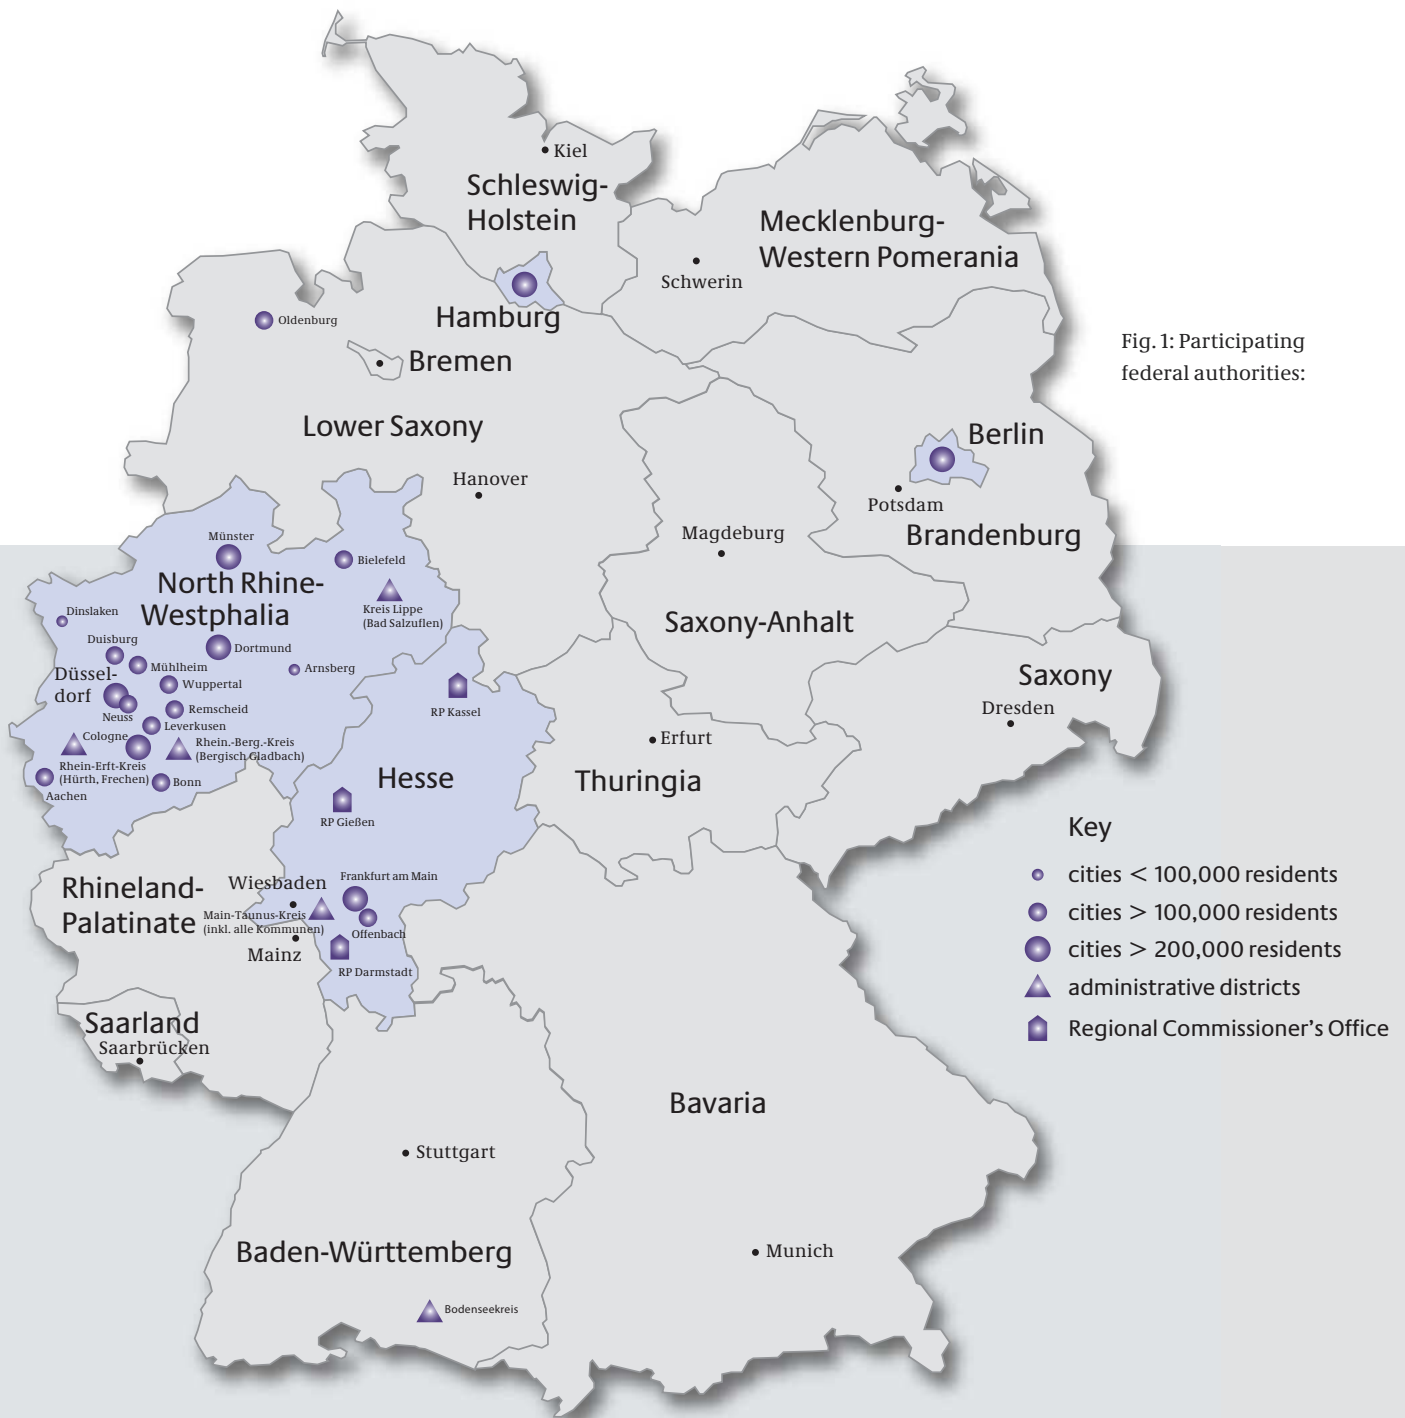 Kiel
Schleswig-
Holstein
Mecklenburg-
Western Pomerania
Schwerin
Hamburg
Oldenburg
Bremen
Fig. 1: Participating
federal authorities:
Lower Saxony
Berlin
Hanover
Potsdam
Magdeburg
Brandenburg
Münster
Bielefeld
North Rhine-
Westphalia
Kreis Lippe
(Bad Salzuflen)
Dinslaken
Saxony-Anhalt
Duisburg
Dortmund
Mühlheim
Arnsberg
Düssel-
dorf
Wuppertal
Saxony
Neuss
Remscheid
RP Kassel
Dresden
Leverkusen
Cologne
Rhein.-Berg.-Kreis
(Bergisch Gladbach)
Erfurt
Rhein-Erft-Kreis
(Hürth, Frechen)
Bonn
Aachen
Hesse
Thuringia
RP Gießen
Key
cities < 100,000 residents
cities > 100,000 residents
cities > 200,000 residents
administrative districts
Regional Commissioner's Office
Rhineland-
Palatinate
Wiesbaden
Frankfurt am Main
Main-Taunus-Kreis
(inkl. alle Kommunen)
Offenbach
Mainz
RP Darmstadt
Saarland
Saarbrücken
Bavaria
Stuttgart
Baden-Württemberg
Munich
Bodenseekreis